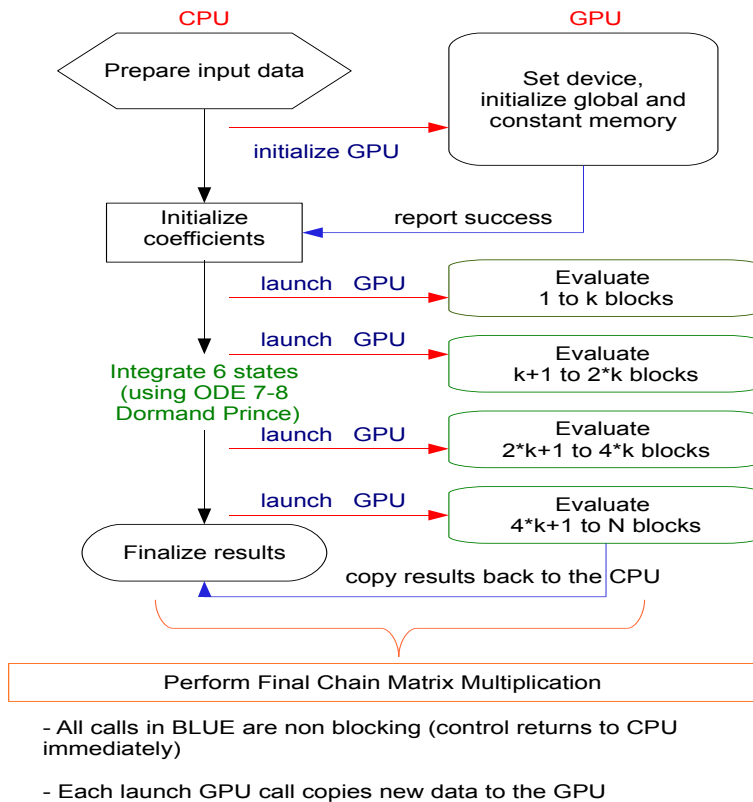 CPU
GPU
Prepare input data
Set device,
initialize global and
constant memory
initialize GPU
Initialize
coefficients
report success
launch GPU
Evaluate
1 to k blocks
launch GPU
Evaluate
k+1 to 2*k blocks
Integrate 6 states
(using ODE 7-8
Dormand Prince)
launch GPU
Evaluate
2*k+1 to 4*k blocks
launch GPU
Evaluate
4*k+1 to N blocks
Finalize results
copy results back to the CPU
Perform Final Chain Matrix Multiplication
- All calls in BLUE are non blocking (control returns to CPU
immediately)
- Each launch GPU call copies new data to the GPU